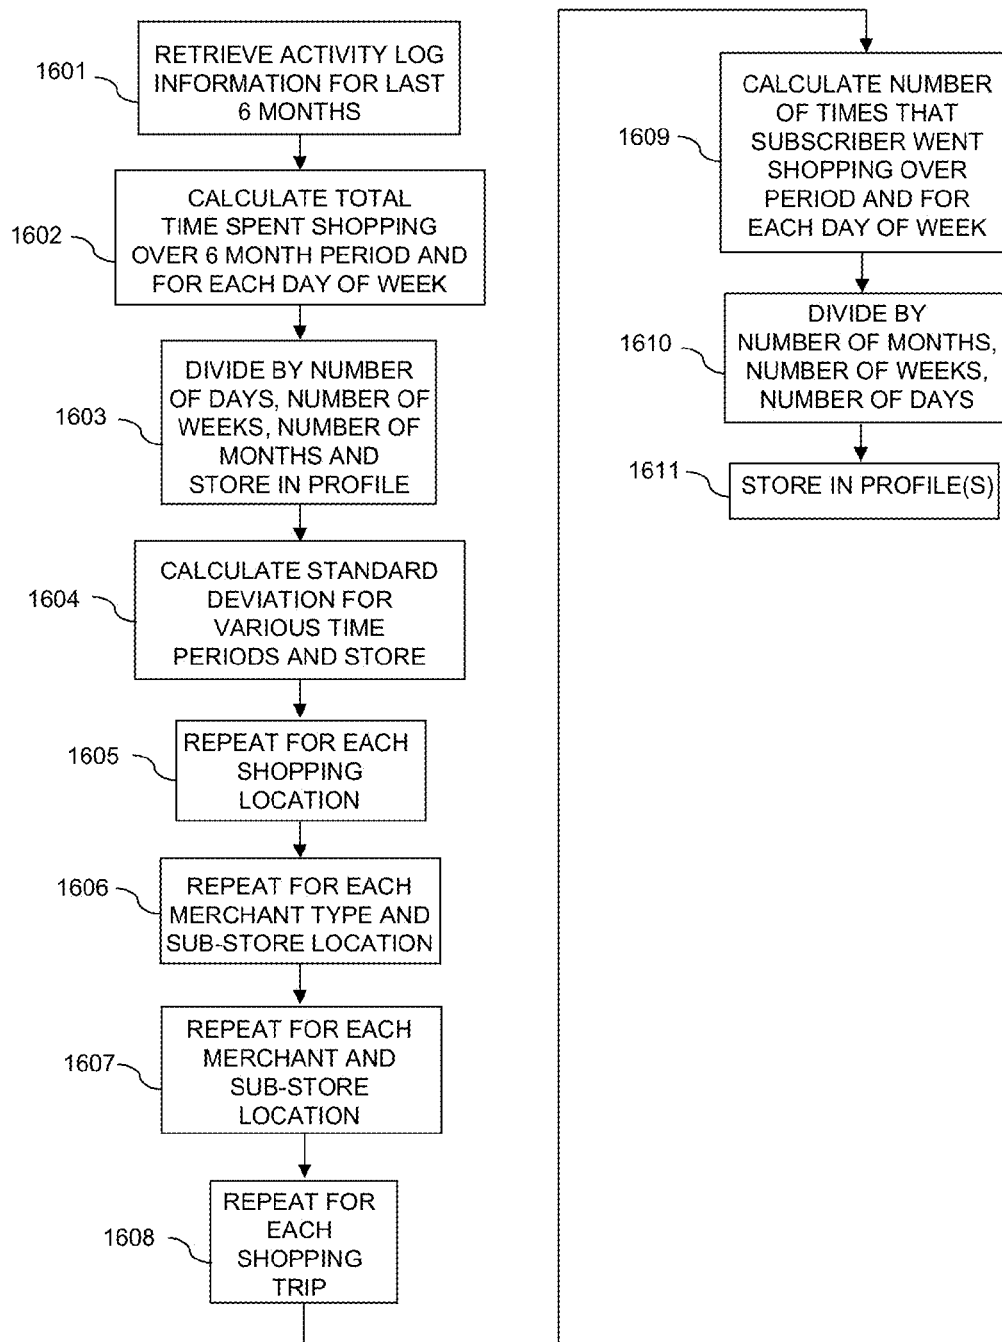 1601
RETRIEVE ACTIVITY LOG
INFORMATION FOR LAST
6 MONTHS
1602
CALCULATE TOTAL
TIME SPENT SHOPPING
OVER 6 MONTH PERIOD AND
FOR EACH DAY OF WEEK
1603
DIVIDE BY NUMBER
OF DAYS, NUMBER OF
WEEKS, NUMBER OF
MONTHS AND
STORE IN PROFILE
1604
CALCULATE STANDARD
DEVIATION FOR
VARIOUS TIME
PERIODS AND STORE
1605
REPEAT FOR EACH
SHOPPING
LOCATION
1606
REPEAT FOR EACH
MERCHANT TYPE AND
SUB-STORE LOCATION
1607
REPEAT FOR EACH
MERCHANT AND
SUB-STORE
LOCATION
1608
REPEAT FOR
EACH
SHOPPING
TRIP
1609
CALCULATE NUMBER
OF TIMES THAT
SUBSCRIBER WENT
SHOPPING OVER
PERIOD AND FOR
EACH DAY OF WEEK
1610
DIVIDE BY
NUMBER OF MONTHS,
NUMBER OF WEEKS,
NUMBER OF DAYS
1611
STORE IN PROFILE(S)